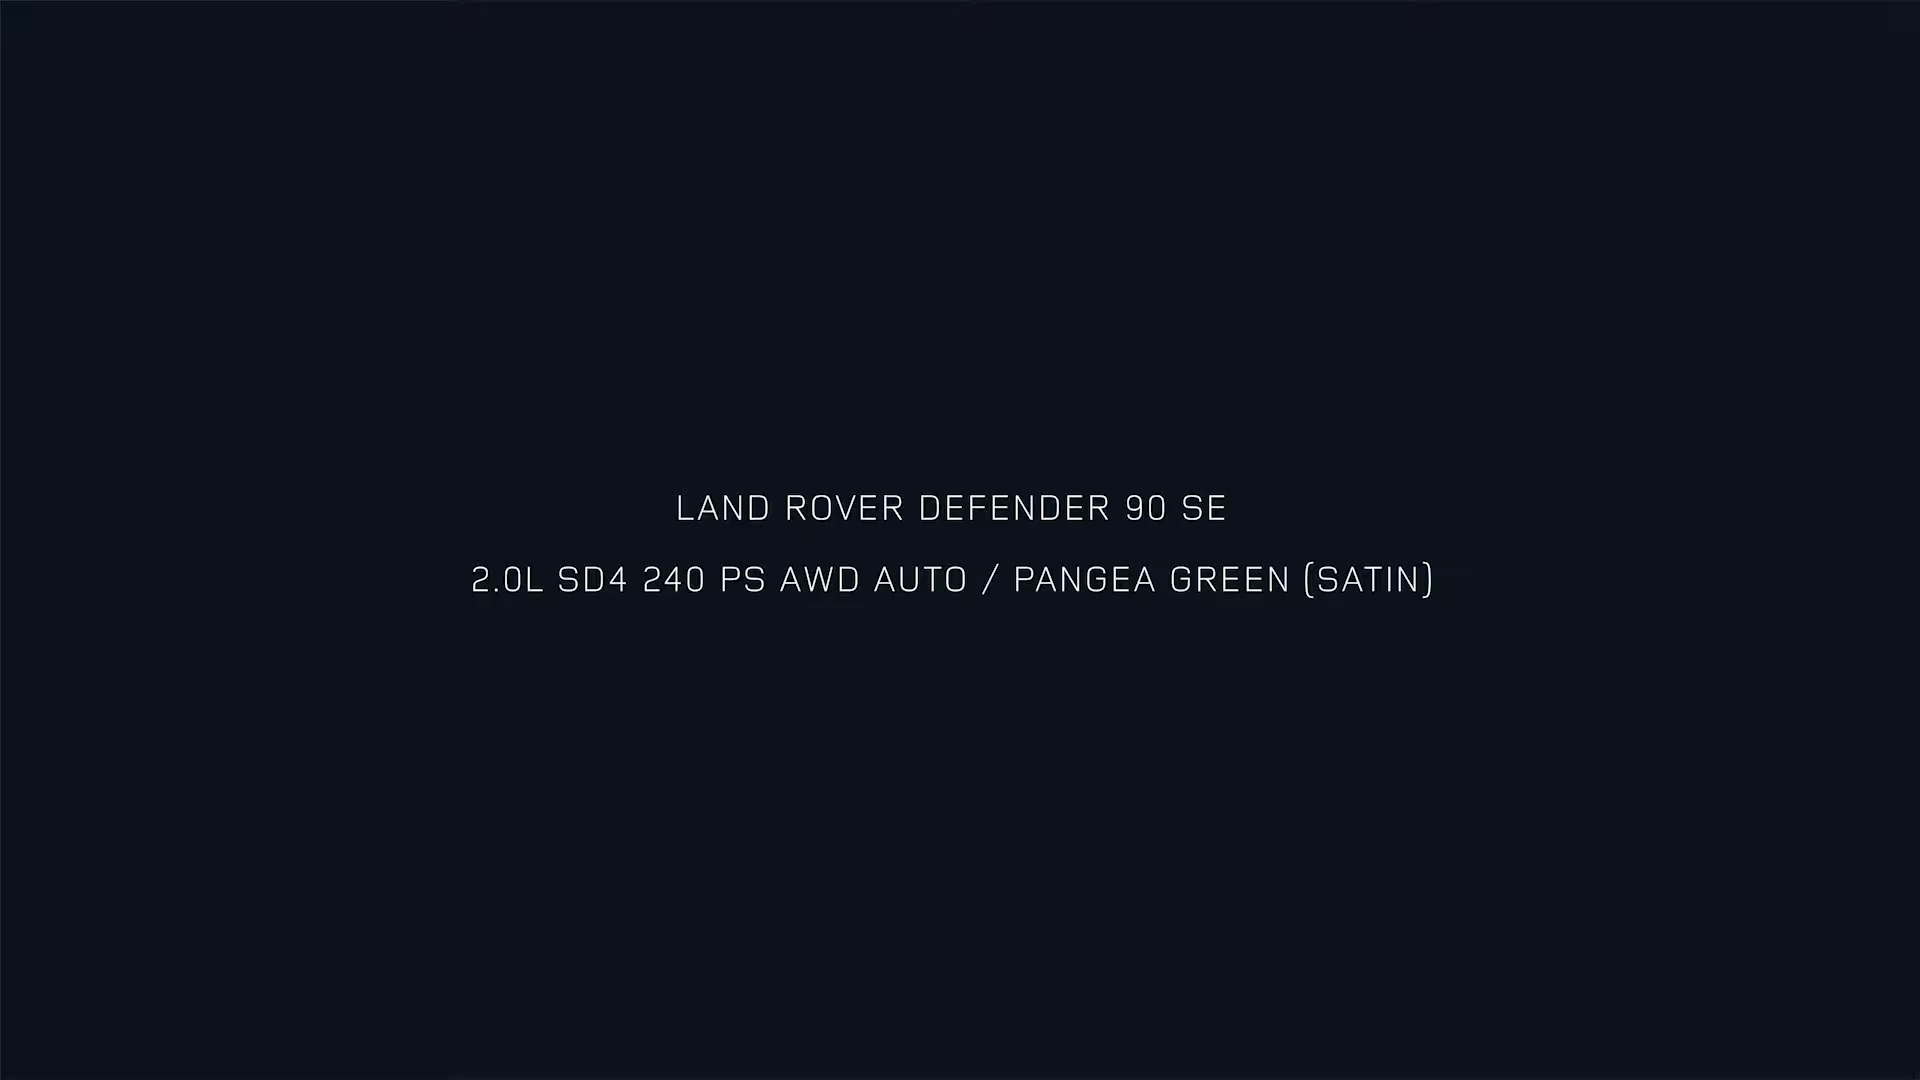 LAND ROVER DEFENDER 90 SE
2.0L SD4 240 PS AWD AUTO / PANGEA GREEN (SATIN)